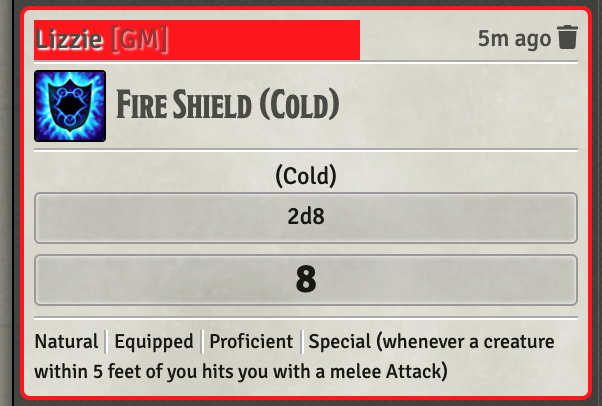 Lizzie [GM] 5m ago
Fire Shield (Cold)
(Cold)
2d8
8
Natural Equipped Proficient Special (whenever a creature
within 5 feet of you hits you with a melee Attack)